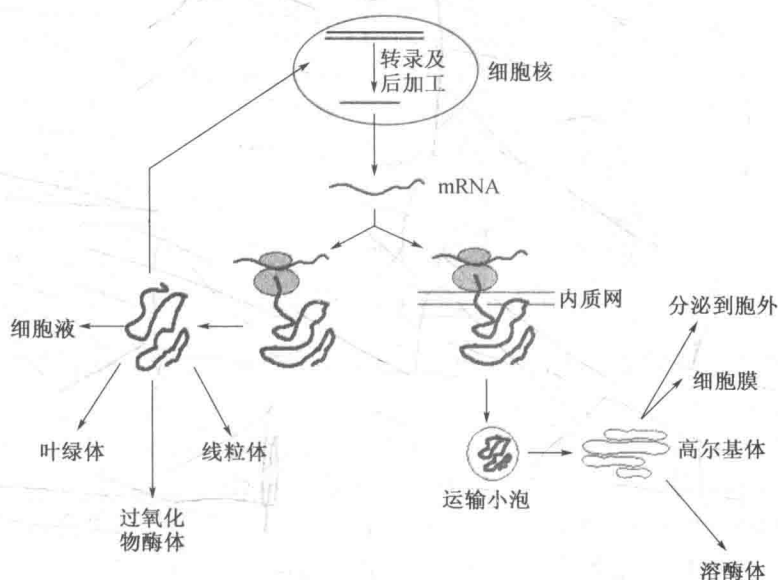 转录及
后加工
细胞核
mRNA
内质网
分泌到胞外
细胞液
细胞膜
叶绿体
线粒体
高尔基体
运输小泡
过氧化
物酶体
溶酶体